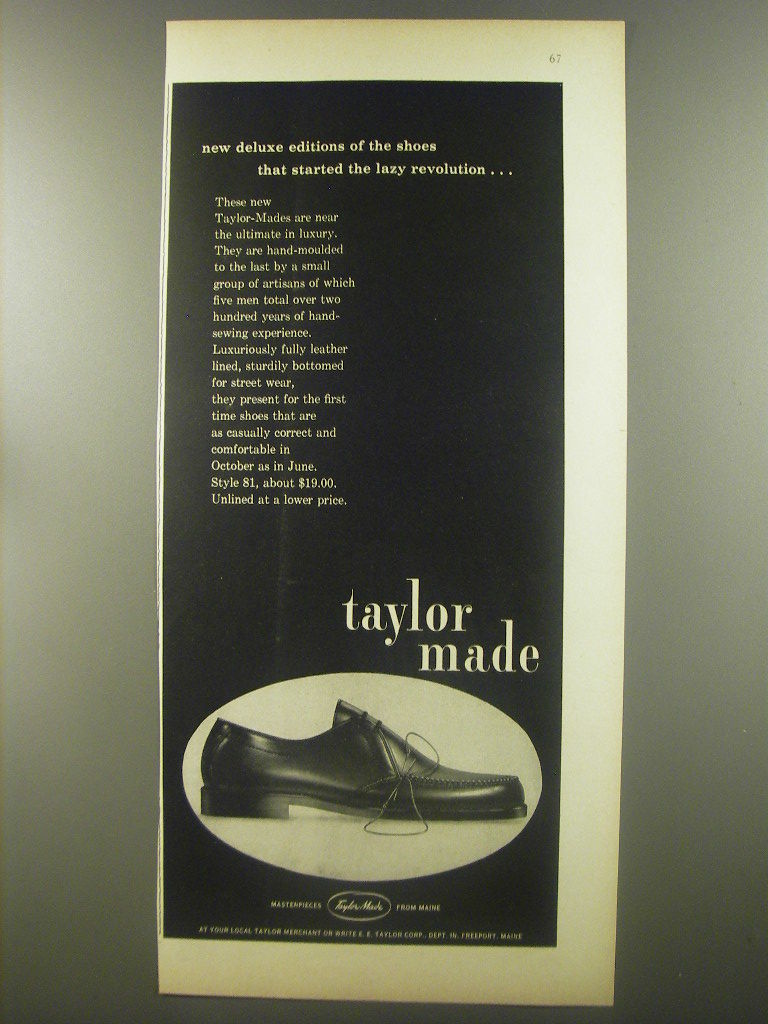 67
new deluxe editions of the shoes
that started the lazy revolution . . .
These new
Taylor-Mades are near
the ultimate in luxury.
They are hand-moulded
to the last by a small
group of artisans of which
five men total over two
hundred years of hand-
sewing experience.
Luxuriously fully leather
lined, sturdily bottomed
for street wear,
they present for the first
time shoes that are
as casually correct and
comfortable in
October as in June.
Style 81, about $19.00.
Unlined at a lower price.
taylor
made
MASTERPIECES Taylor-Made FROM MAINE
AT YOUR LOCAL TAYLOR MERCHANT OR WRITE E. E. TAYLOR CORP., DEPT. IN, FREEPORT, MAINE